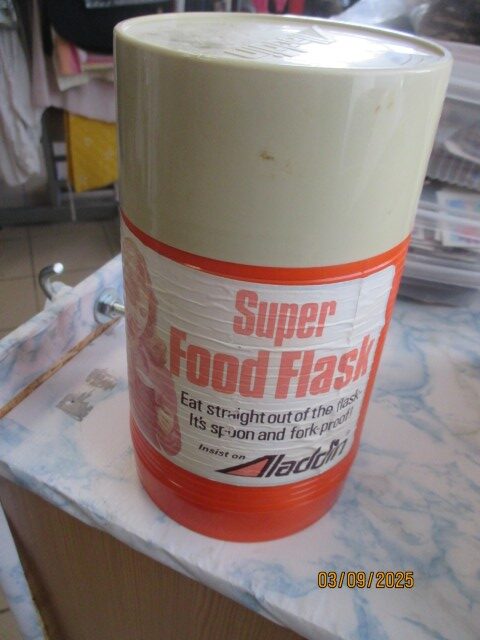 Super
Food Flask
Eat straight out of the flask.
It's spoon and fork-proof!
Insist on
Aladdin
03/09/2025